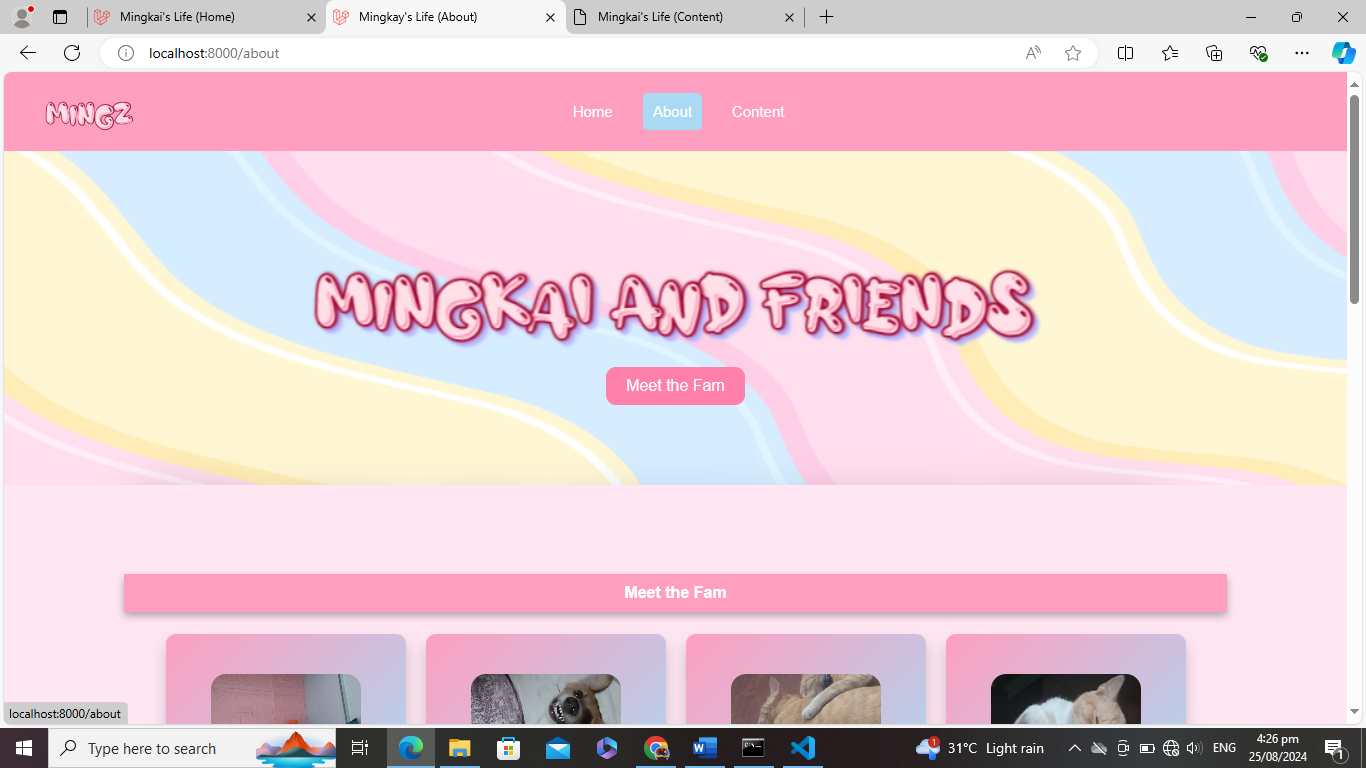 Mingkai's Life (Home)
Mingkay's Life (About)
Mingkai's Life (Content)
localhost:8000/about
MINGZ
Home
About
Content
MINGKAI AND FRIENDS
Meet the Fam
Meet the Fam
localhost:8000/about
Type here to search
1
31°C Light rain
ENG
4:26 pm
25/08/2024
1